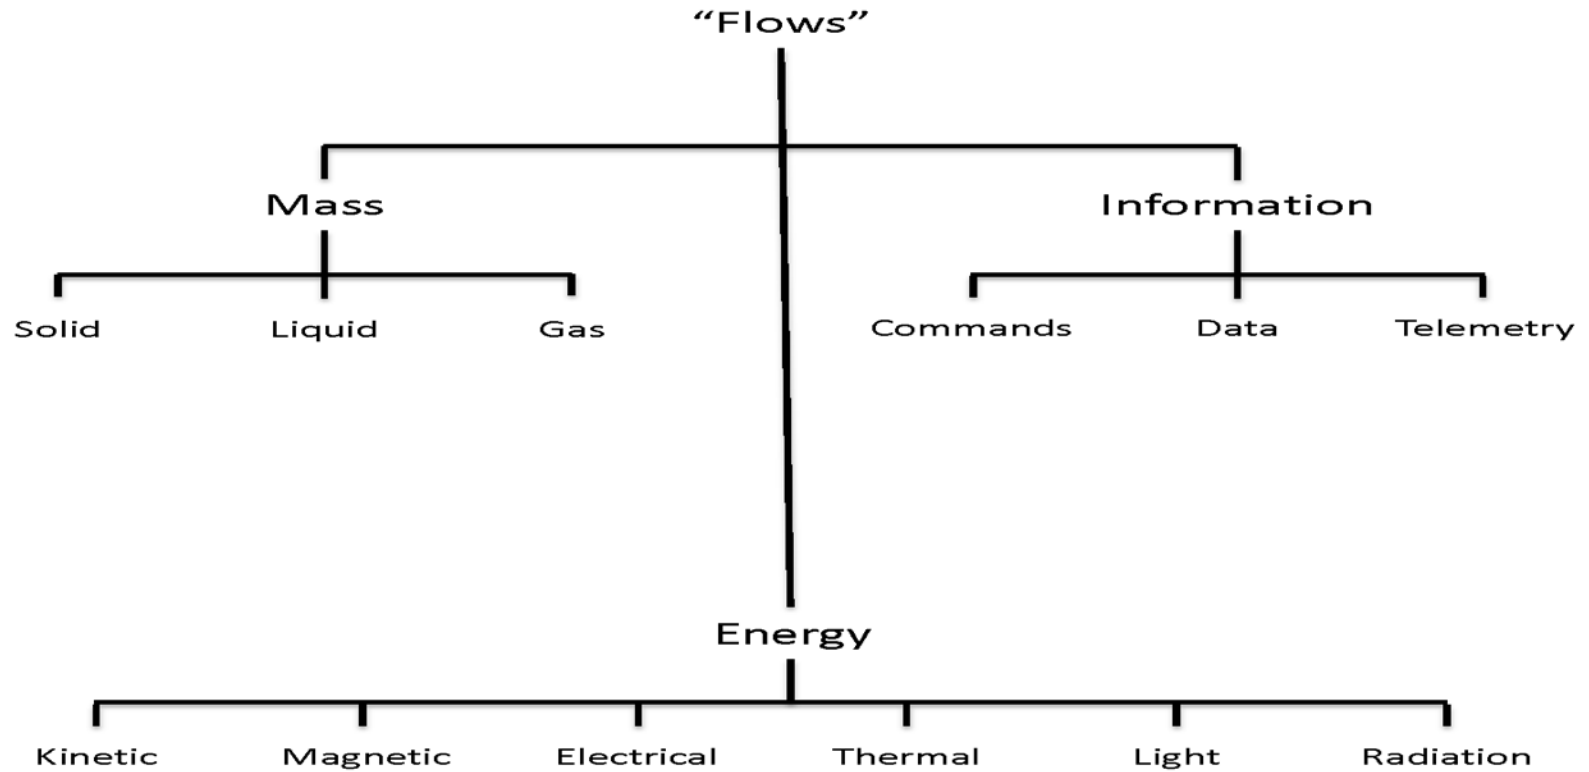 “Flows”
Mass
Information
Solid
Liquid
Gas
Commands
Data
Telemetry
Energy
Kinetic
Magnetic
Electrical
Thermal
Light
Radiation